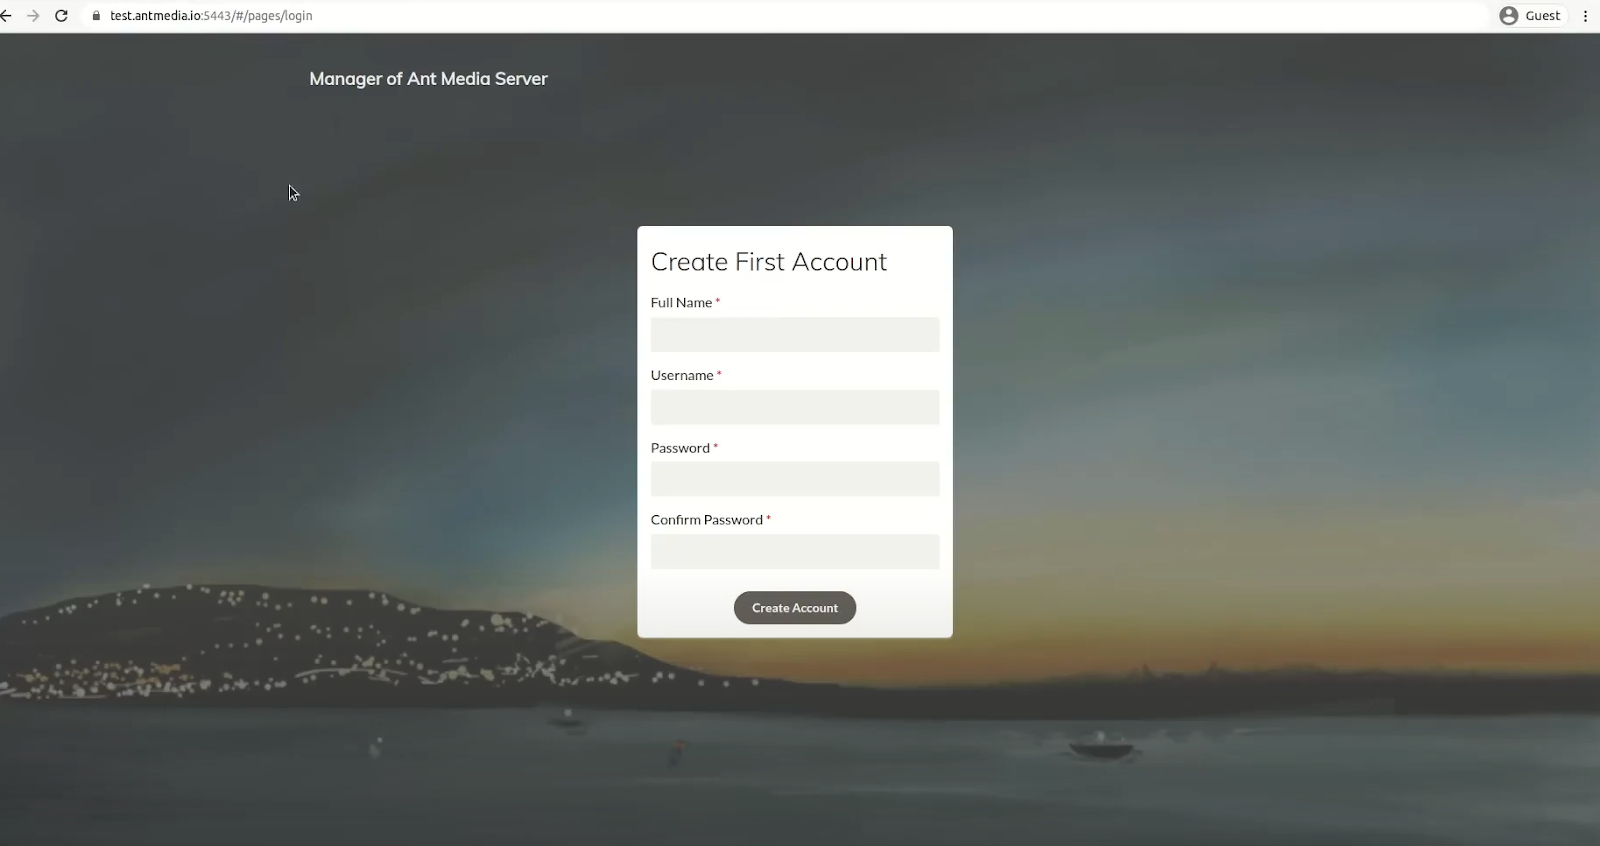 test.antmedia.io:5443/#/pages/login
Guest
Manager of Ant Media Server
Create First Account
Full Name *
Username *
Password *
Confirm Password *
Create Account